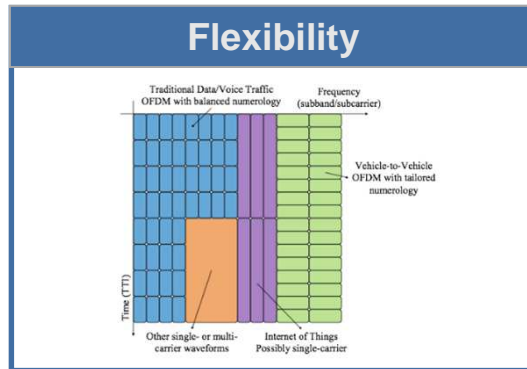 Flexibility
Traditional Data/Voice Traffic
OFDM with balanced numerology
Frequency
(subband/subcarrier)
Vehicle-to-Vehicle
OFDM with tailored
numerology
Time (TTI)
Other single- or multi-
carrier waveforms
Internet of Things
Possibly single-carrier